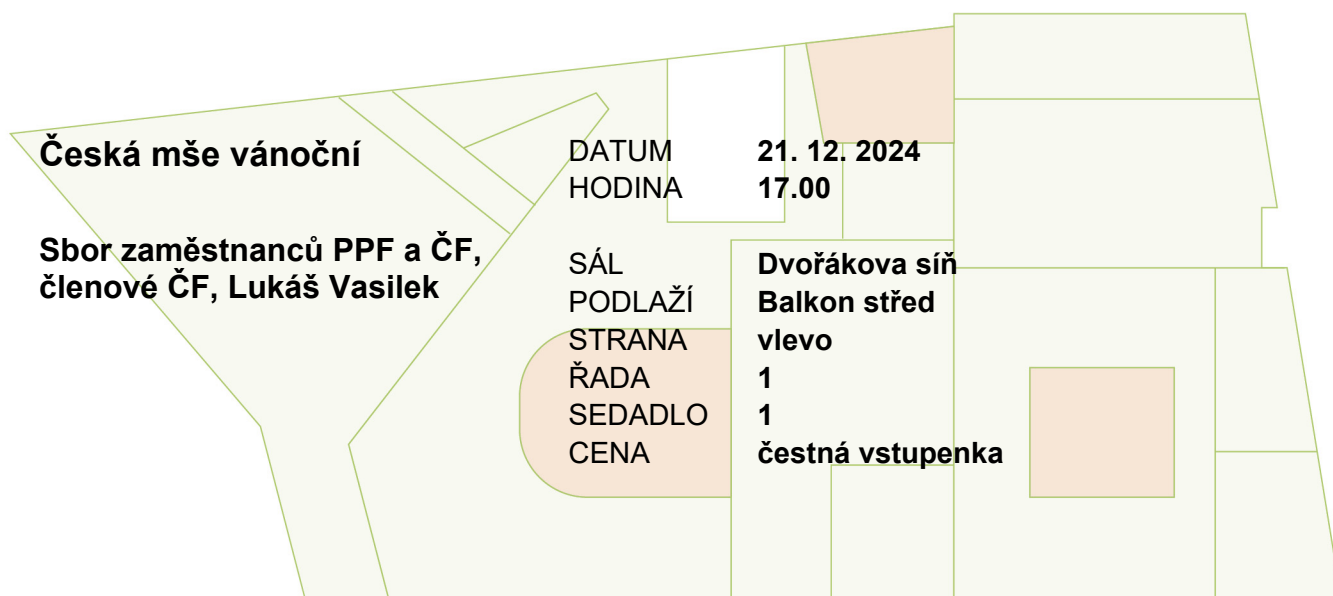 Česká mše vánoční
Sbor zaměstnanců PPF a ČF,
členové ČF, Lukáš Vasilek
DATUM 21. 12. 2024
HODINA 17.00
SÁL Dvořákova síň
PODLAŽÍ Balkon střed
STRANA vlevo
ŘADA 1
SEDADLO 1
CENA čestná vstupenka